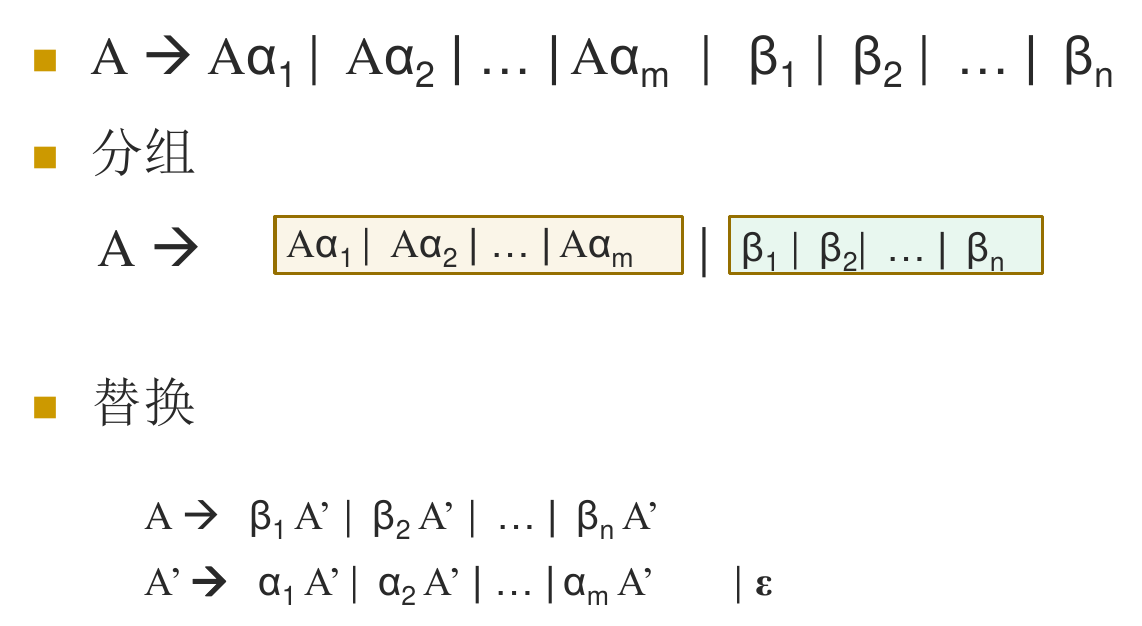 ■ A → Aα₁ | Aα₂ | … | Aαₘ | β₁ | β₂ | … | βₙ
■ 分组
A → Aα₁ | Aα₂ | … | Aαₘ | β₁ | β₂ | … | βₙ
■ 替换
A → β₁ A’ | β₂ A’ | … | βₙ A’
A’ → α₁ A’ | α₂ A’ | … | αₘ A’ | ε